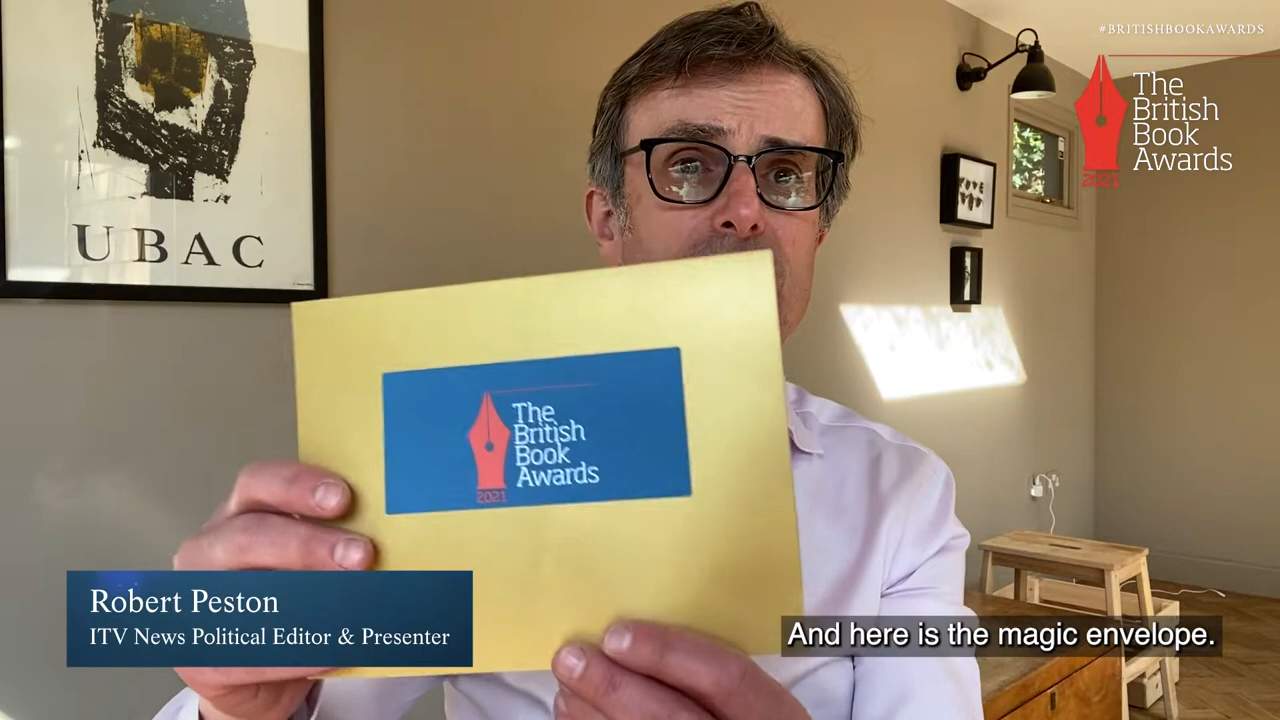 #BRITISHBOOKAWARDS
The
British
Book
Awards
2021
UBAC
The
British
Book
Awards
2021
Robert Peston
ITV News Political Editor & Presenter
And here is the magic envelope.